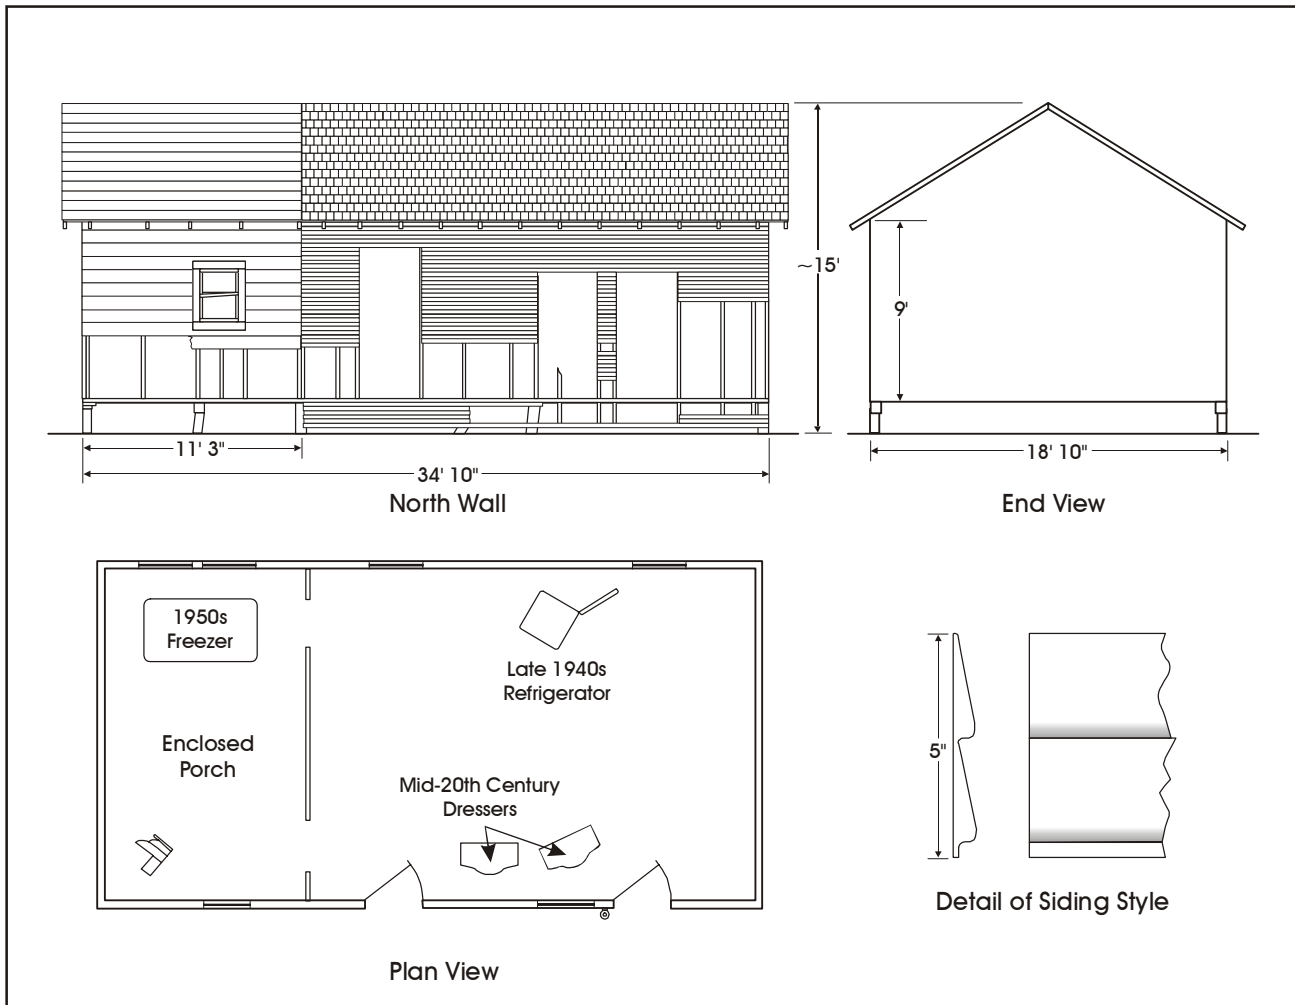 ~15'
9'
11' 3"
18' 10"
34' 10"
North Wall
End View
1950s
Freezer
Late 1940s
Refrigerator
Enclosed
Porch
5"
Mid-20th Century
Dressers
Detail of Siding Style
Plan View